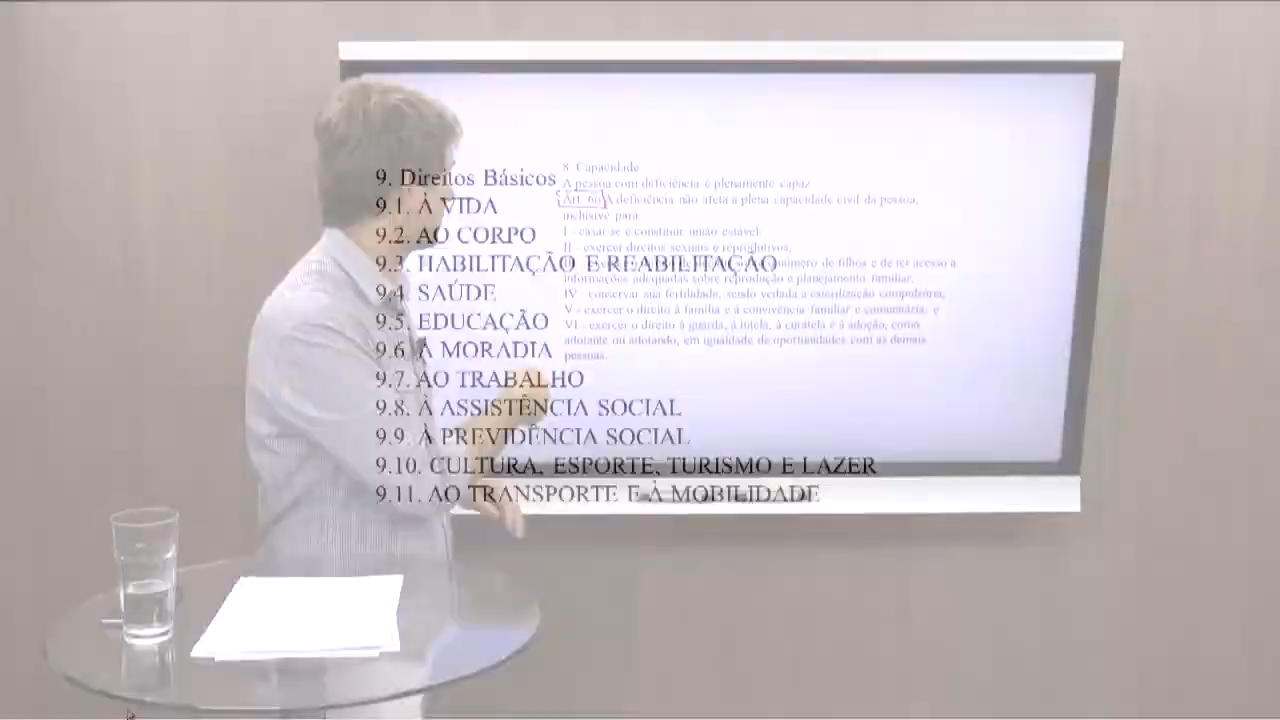 9. Direitos Básicos
9.1. À VIDA
9.2. AO CORPO
9.3. HABILITAÇÃO E REABILITAÇÃO
9.4. SAÚDE
9.5. EDUCAÇÃO
9.6. À MORADIA
9.7. AO TRABALHO
9.8. À ASSISTÊNCIA SOCIAL
9.9. À PREVIDÊNCIA SOCIAL
9.10. CULTURA, ESPORTE, TURISMO E LAZER
9.11. AO TRANSPORTE E À MOBILIDADE
8. Capacidade
A pessoa com deficiência é plenamente capaz
Art. 6o A deficiência não afeta a plena capacidade civil da pessoa,
inclusive para:
I - casar-se e constituir união estável;
II - exercer direitos sexuais e reprodutivos;
número de filhos e de ter acesso a
informações adequadas sobre reprodução e planejamento familiar;
IV - conservar sua fertilidade, sendo vedada a esterilização compulsória;
V - exercer o direito à família e à convivência familiar e comunitária; e
VI - exercer o direito à guarda, à tutela, à curatela e à adoção, como
adotante ou adotando, em igualdade de oportunidades com as demais
pessoas.